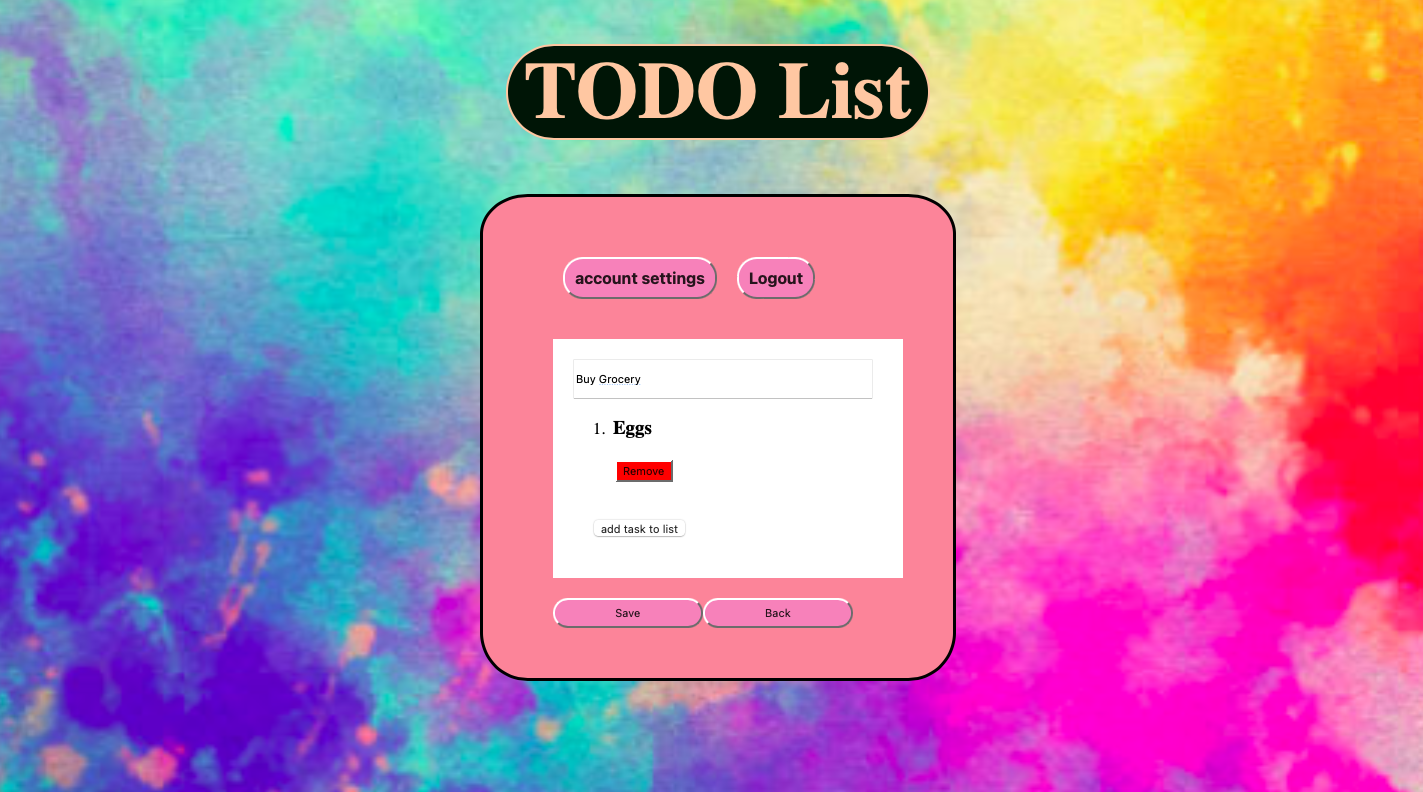 TODO List
account settings Logout
Buy Grocery
1. Eggs
Remove
add task to list
Save Back